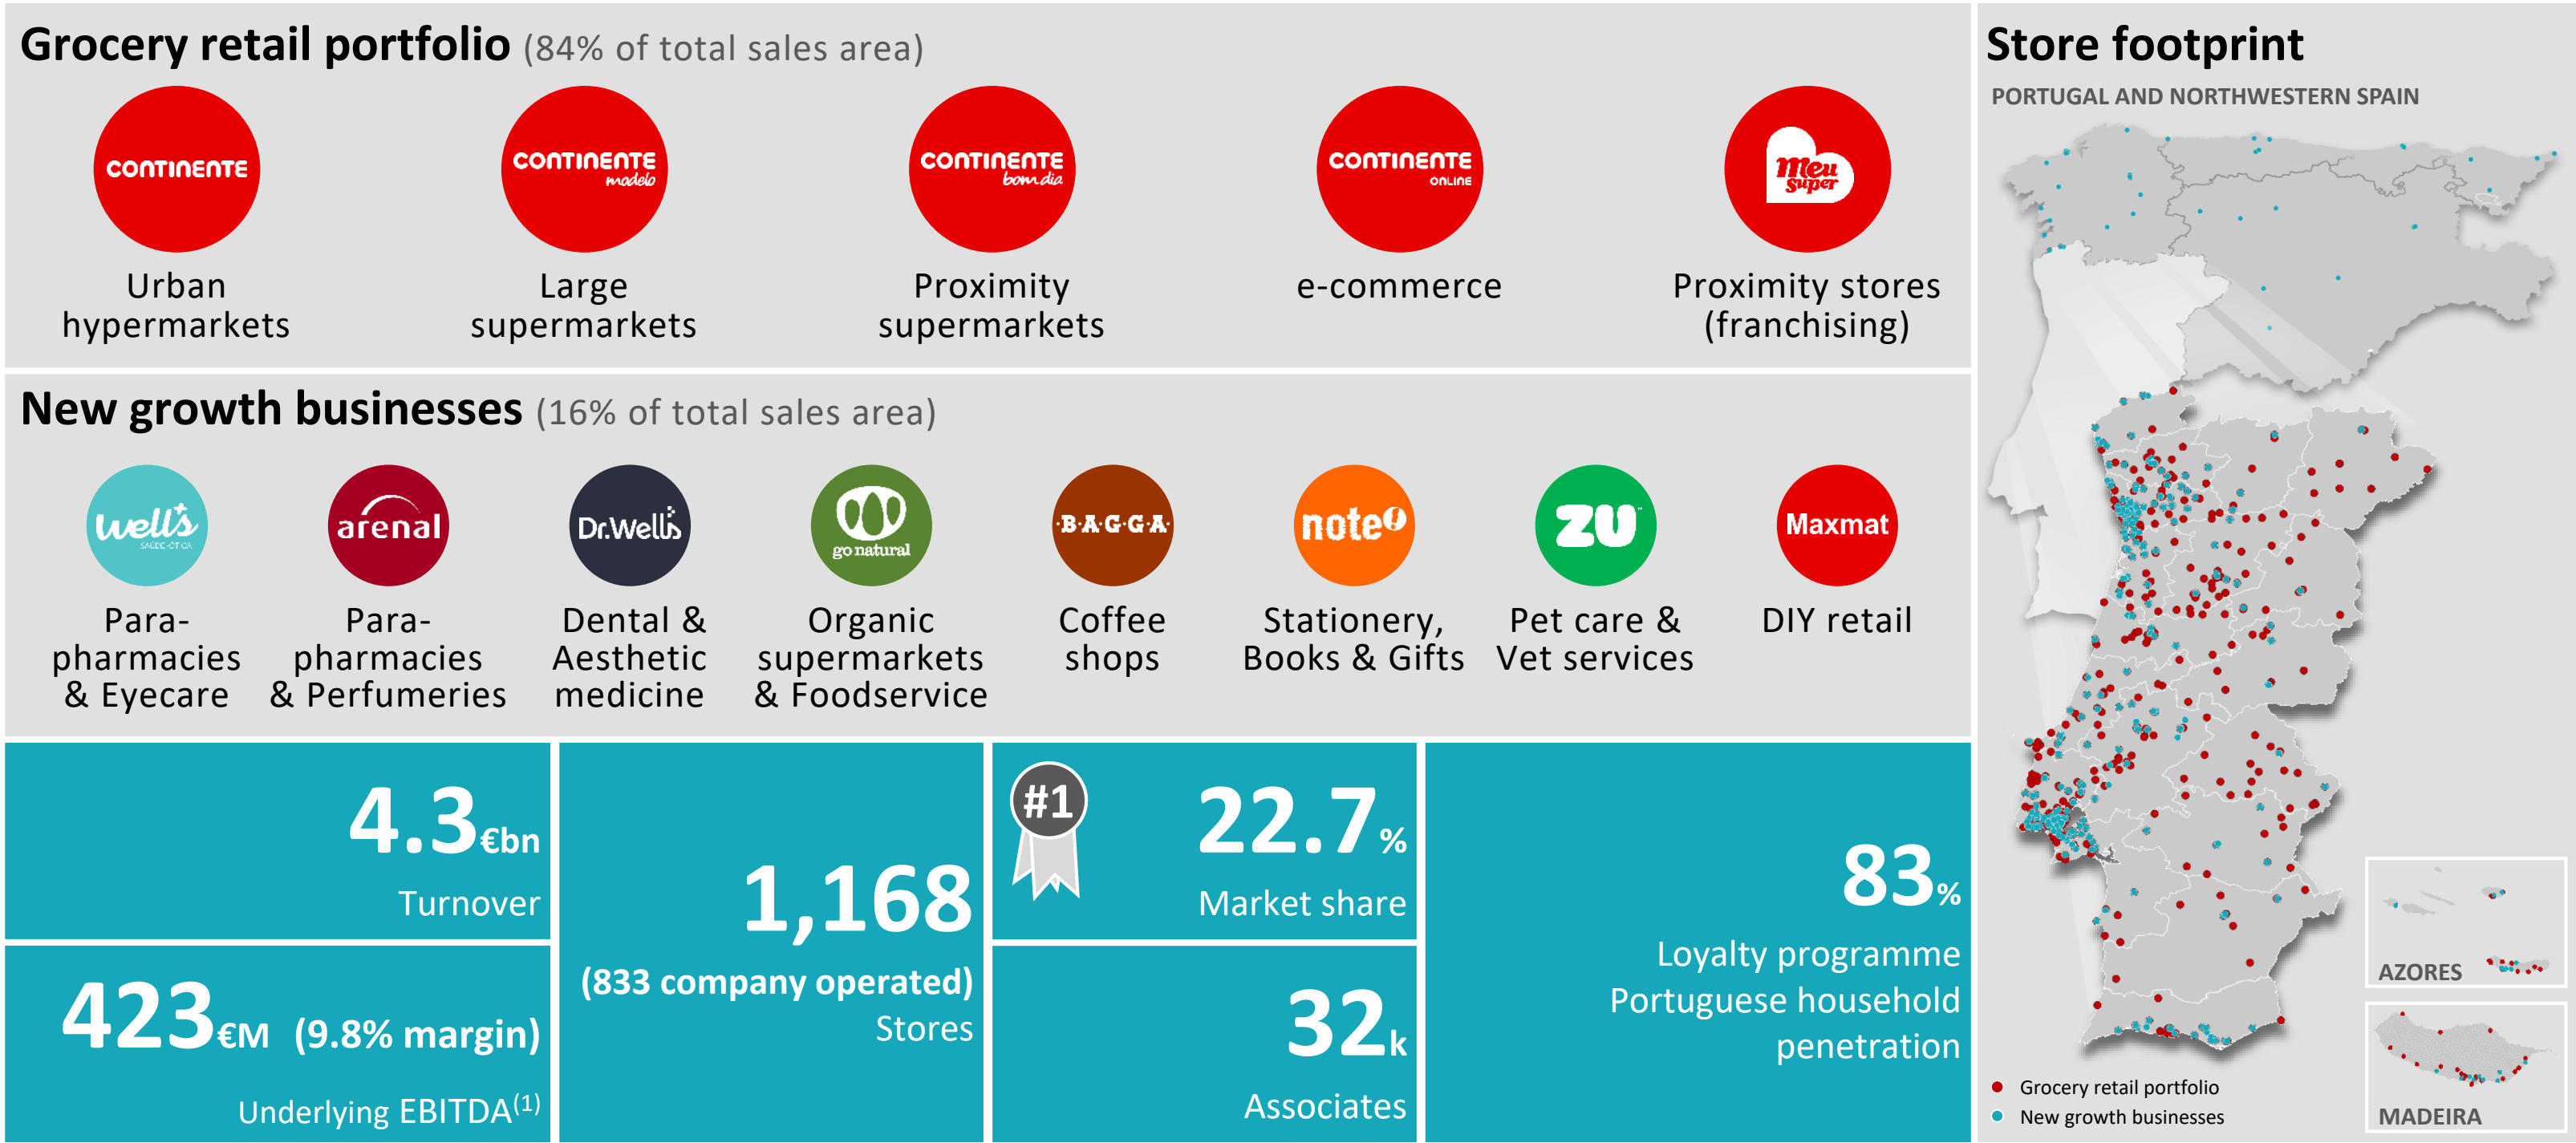 Grocery retail portfolio (84% of total sales area)
CONTINENTE
CONTINENTE
modelo
CONTINENTE
bom dia
CONTINENTE
ONLINE
meu
super
Urban
hypermarkets
Large
supermarkets
Proximity
supermarkets
e-commerce
Proximity stores
(franchising)
New growth businesses (16% of total sales area)
well's
SAÚDE·ÓTICA
arenal
Dr.Well's
go natural
·B·A·G·G·A·
note!
ZU
Maxmat
Para-
pharmacies
& Eyecare
Para-
pharmacies
& Perfumeries
Dental &
Aesthetic
medicine
Organic
supermarkets
& Foodservice
Coffee
shops
Stationery,
Books & Gifts
Pet care &
Vet services
DIY retail
4.3€bn
Turnover
423€M (9.8% margin)
Underlying EBITDA(1)
1,168
(833 company operated)
Stores
#1
22.7%
Market share
32k
Associates
83%
Loyalty programme
Portuguese household
penetration
Store footprint
PORTUGAL AND NORTHWESTERN SPAIN
AZORES
MADEIRA
Grocery retail portfolio
New growth businesses